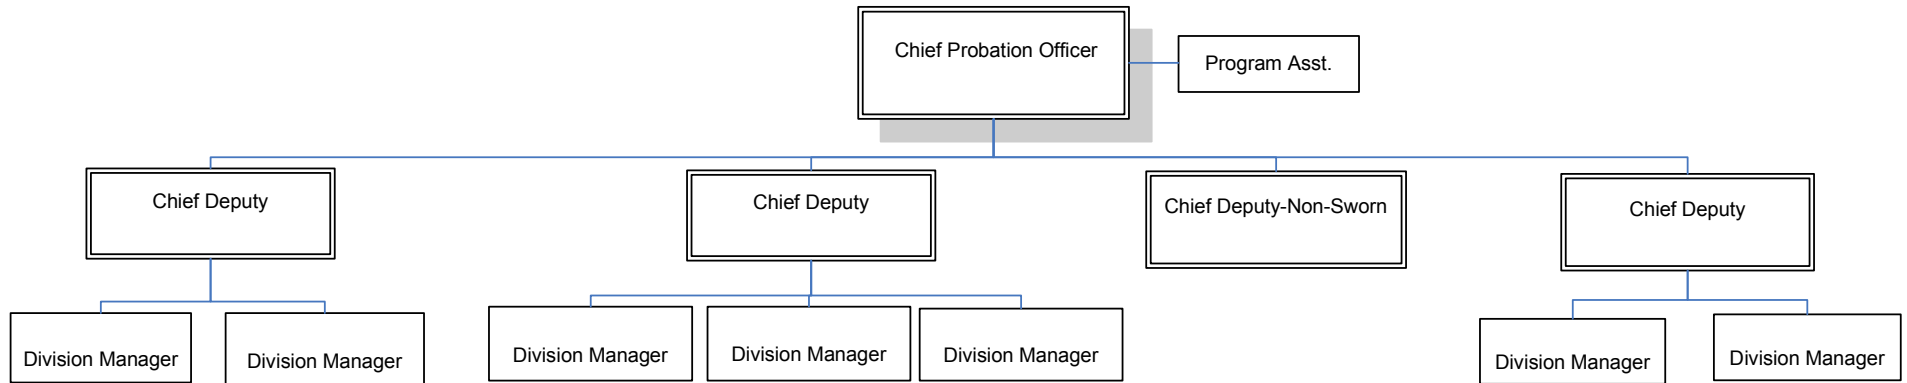 Chief Probation Officer
Program Asst.
Chief Deputy
Chief Deputy
Chief Deputy-Non-Sworn
Chief Deputy
Division Manager
Division Manager
Division Manager
Division Manager
Division Manager
Division Manager
Division Manager